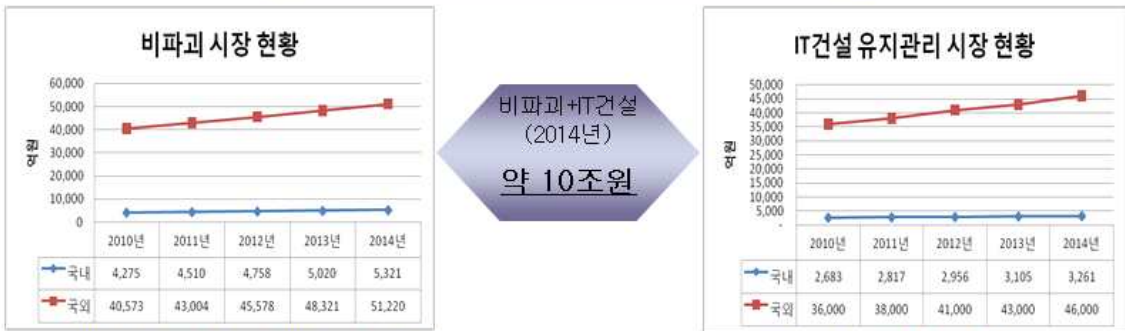 비파괴 시장 현황
60,000
50,000
40,000
30,000
20,000
10,000
0
억원
2010년 2011년 2012년 2013년 2014년
국내 4,275 4,510 4,758 5,020 5,321
국외 40,573 43,004 45,578 48,321 51,220
비파괴+IT건설
(2014년)
약 10조원
IT건설 유지관리 시장 현황
50,000
45,000
40,000
35,000
30,000
25,000
20,000
15,000
10,000
5,000
-
억원
2010년 2011년 2012년 2013년 2014년
국내 2,683 2,817 2,956 3,105 3,261
국외 36,000 38,000 41,000 43,000 46,000